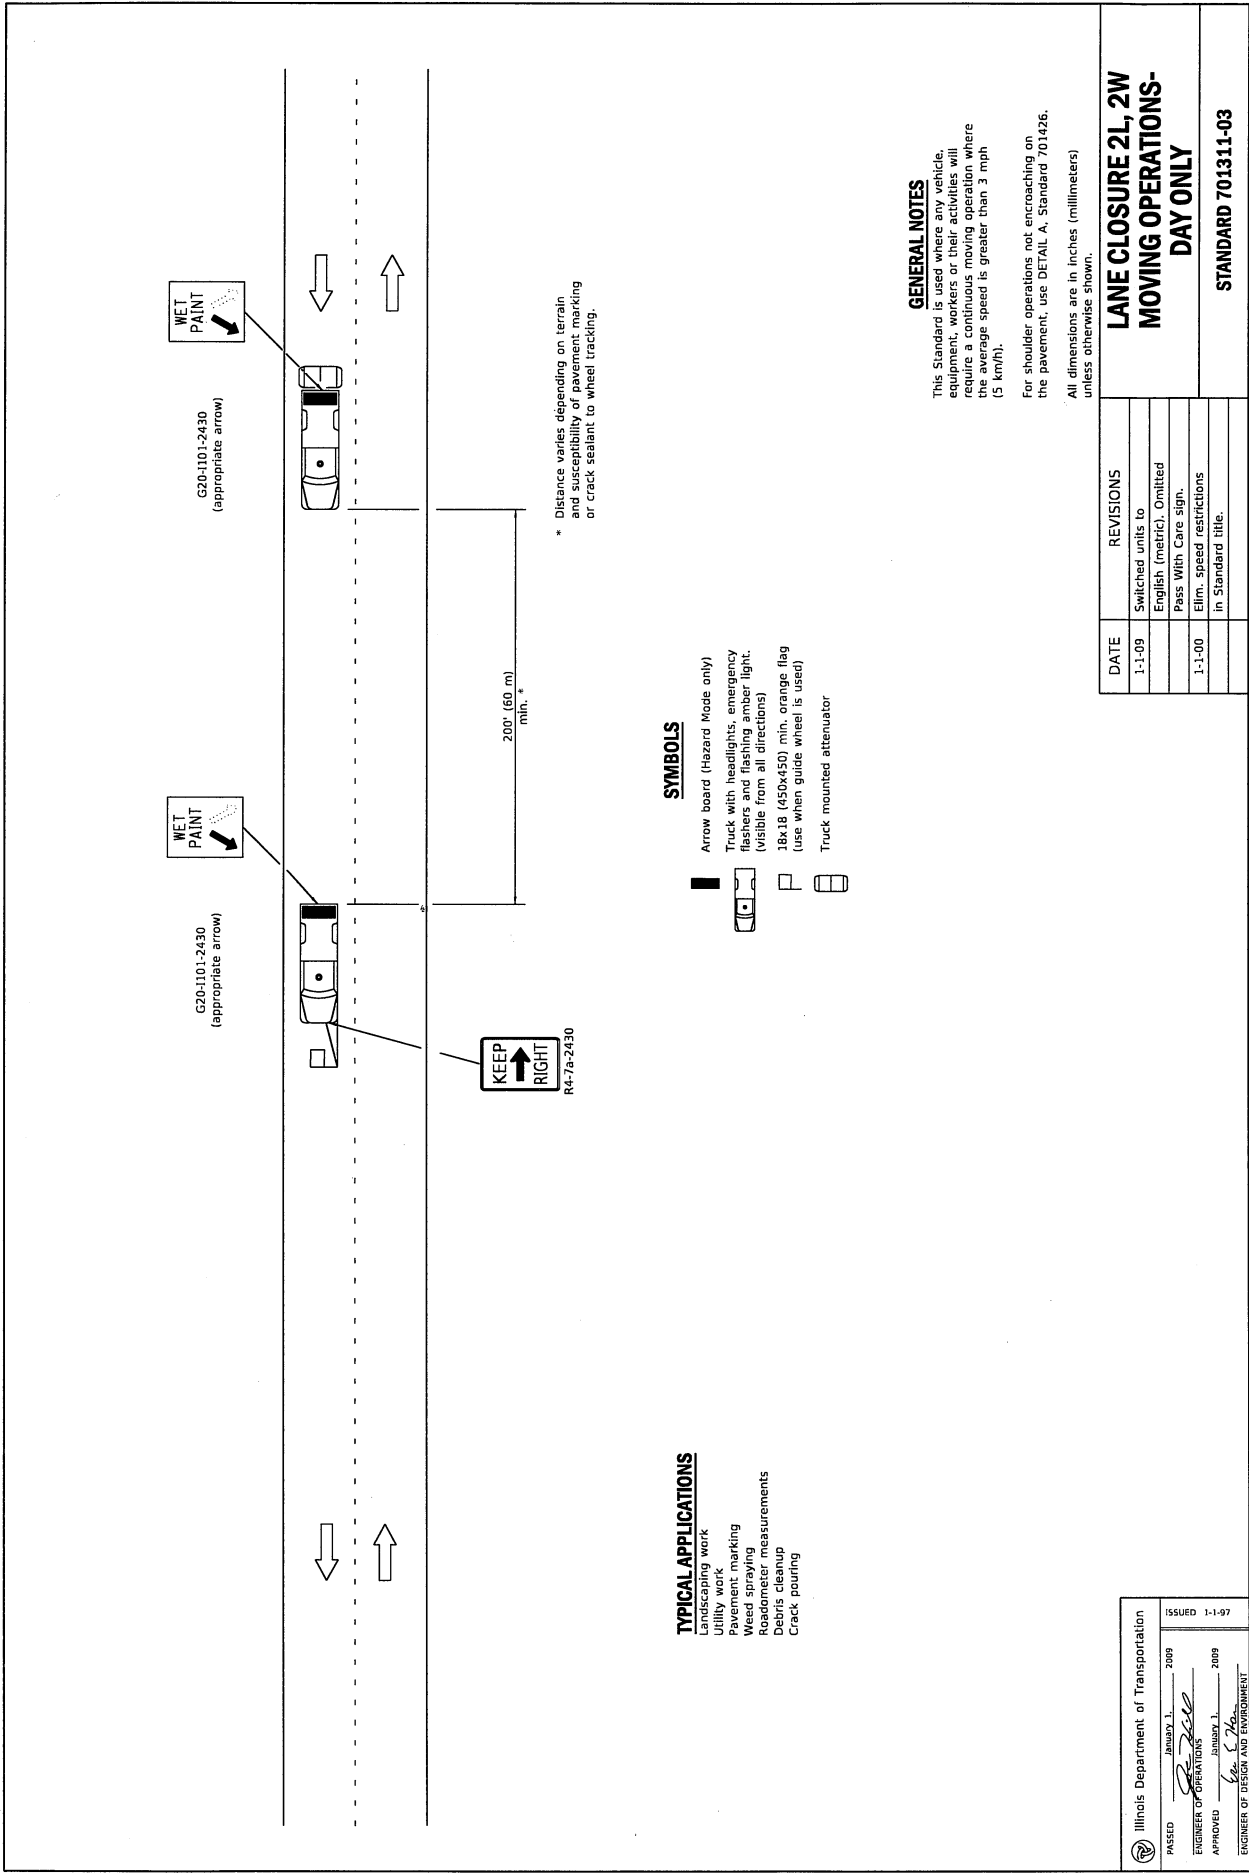 WET
PAINT
G20-I101-2430
(appropriate arrow)
WET
PAINT
G20-I101-2430
(appropriate arrow)
KEEP
RIGHT
R4-7a-2430
200' (60 m)
min. *
* Distance varies depending on terrain
and susceptibility of pavement marking
or crack sealant to wheel tracking.
TYPICAL APPLICATIONS
Landscaping work
Utility work
Pavement marking
Weed spraying
Roadometer measurements
Debris cleanup
Crack pouring
SYMBOLS
Arrow board (Hazard Mode only)
Truck with headlights, emergency
flashers and flashing amber light.
(visible from all directions)
18x18 (450x450) min. orange flag
(use when guide wheel is used)
Truck mounted attenuator
GENERAL NOTES
This Standard is used where any vehicle,
equipment, workers or their activities will
require a continuous moving operation where
the average speed is greater than 3 mph
(5 km/h).
For shoulder operations not encroaching on
the pavement, use DETAIL A, Standard 701426.
All dimensions are in inches (millimeters)
unless otherwise shown.
Illinois Department of Transportation
PASSED January 1, 2009
ENGINEER OF OPERATIONS
APPROVED January 1, 2009
ENGINEER OF DESIGN AND ENVIRONMENT
ISSUED 1-1-97
DATE REVISIONS
1-1-09 Switched units to
English (metric). Omitted
Pass With Care sign.
1-1-00 Elim. speed restrictions
in Standard title.
LANE CLOSURE 2L, 2W
MOVING OPERATIONS-
DAY ONLY
STANDARD 701311-03